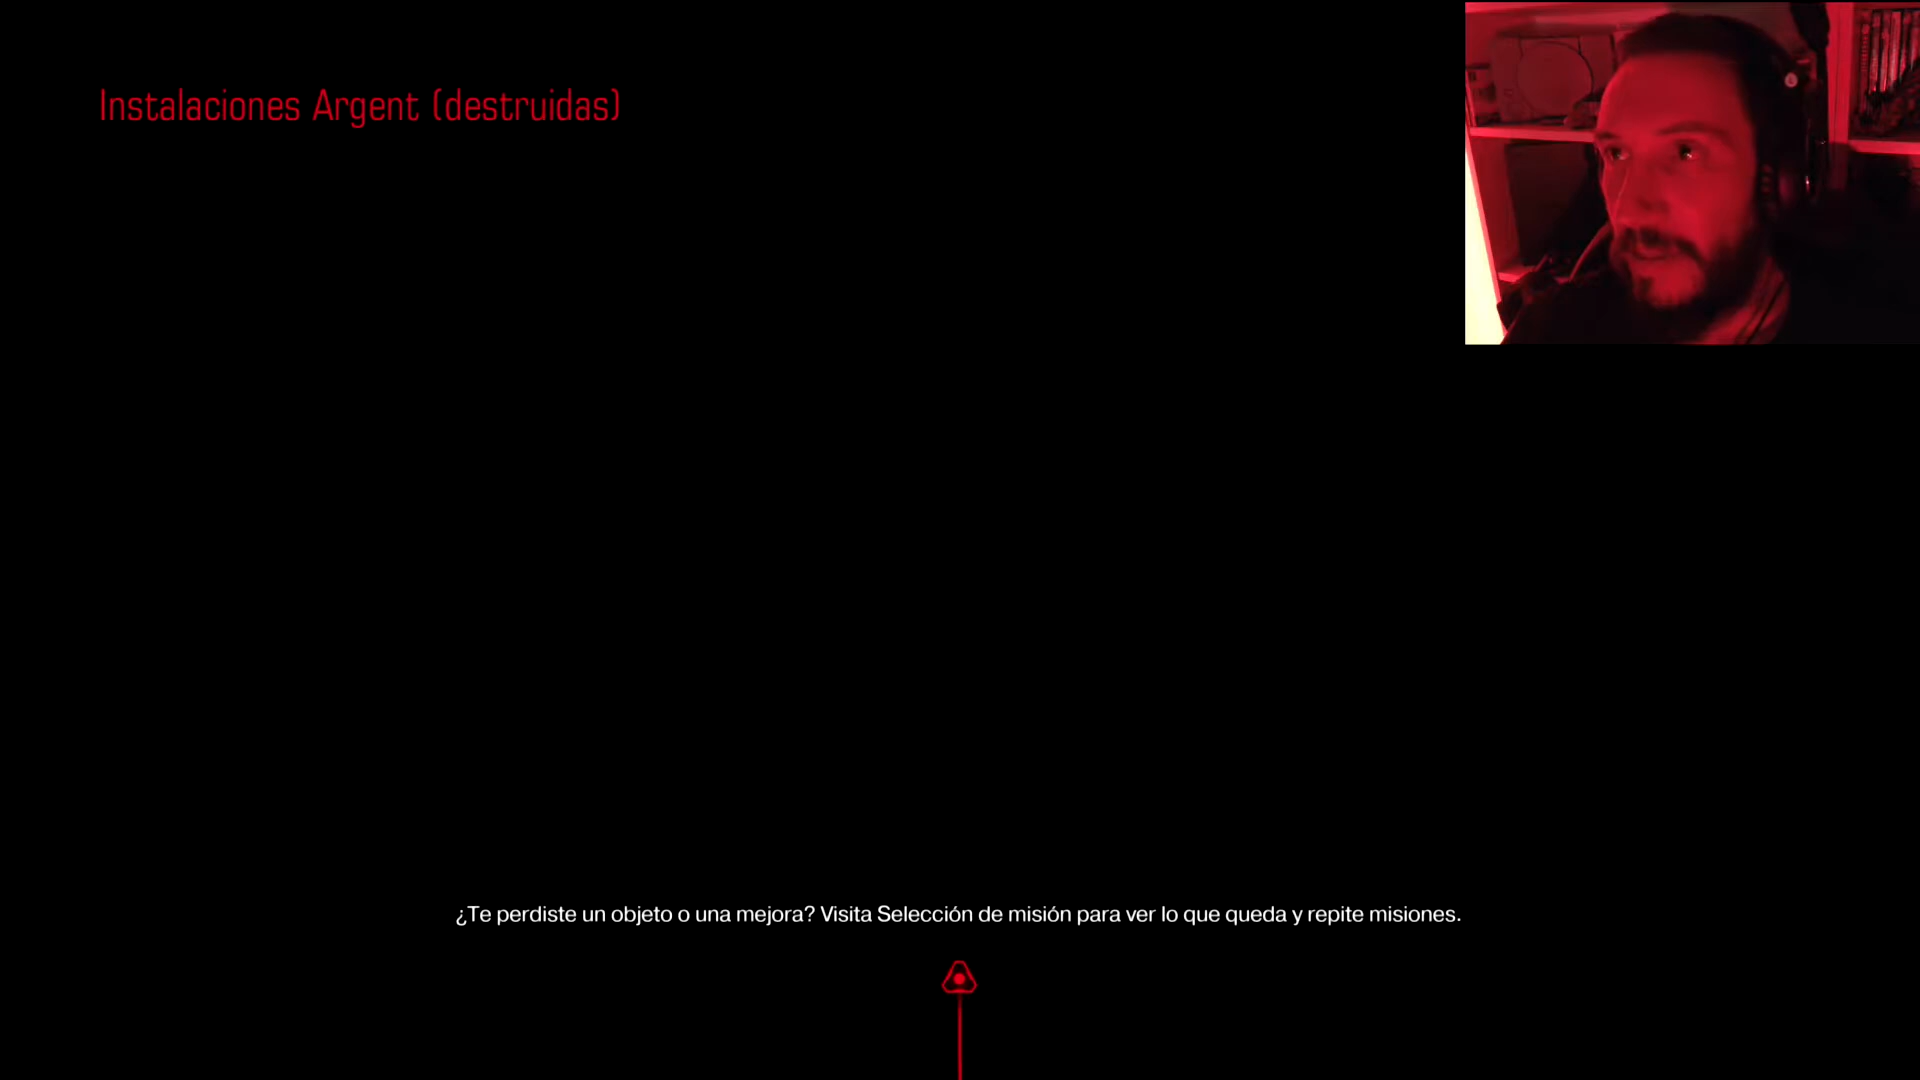 Instalaciones Argent (destruidas)
¿Te perdiste un objeto o una mejora? Visita Selección de misión para ver lo que queda y repite misiones.